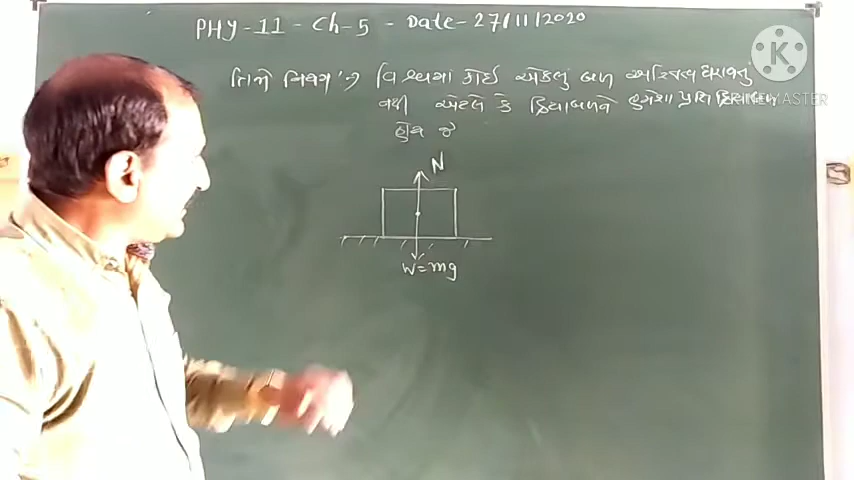 PHY-11 - Ch-5 - Date-27/11/2020
વિશ્વમાં કોઈ એકલું બળ અસ્તિત્વ ધરાવતું
નથી એટલે કે ક્રિયાબળને હંમેશા પ્રતિક્રિયાબળ
હોય છે
N
W=mg
K
MASTER